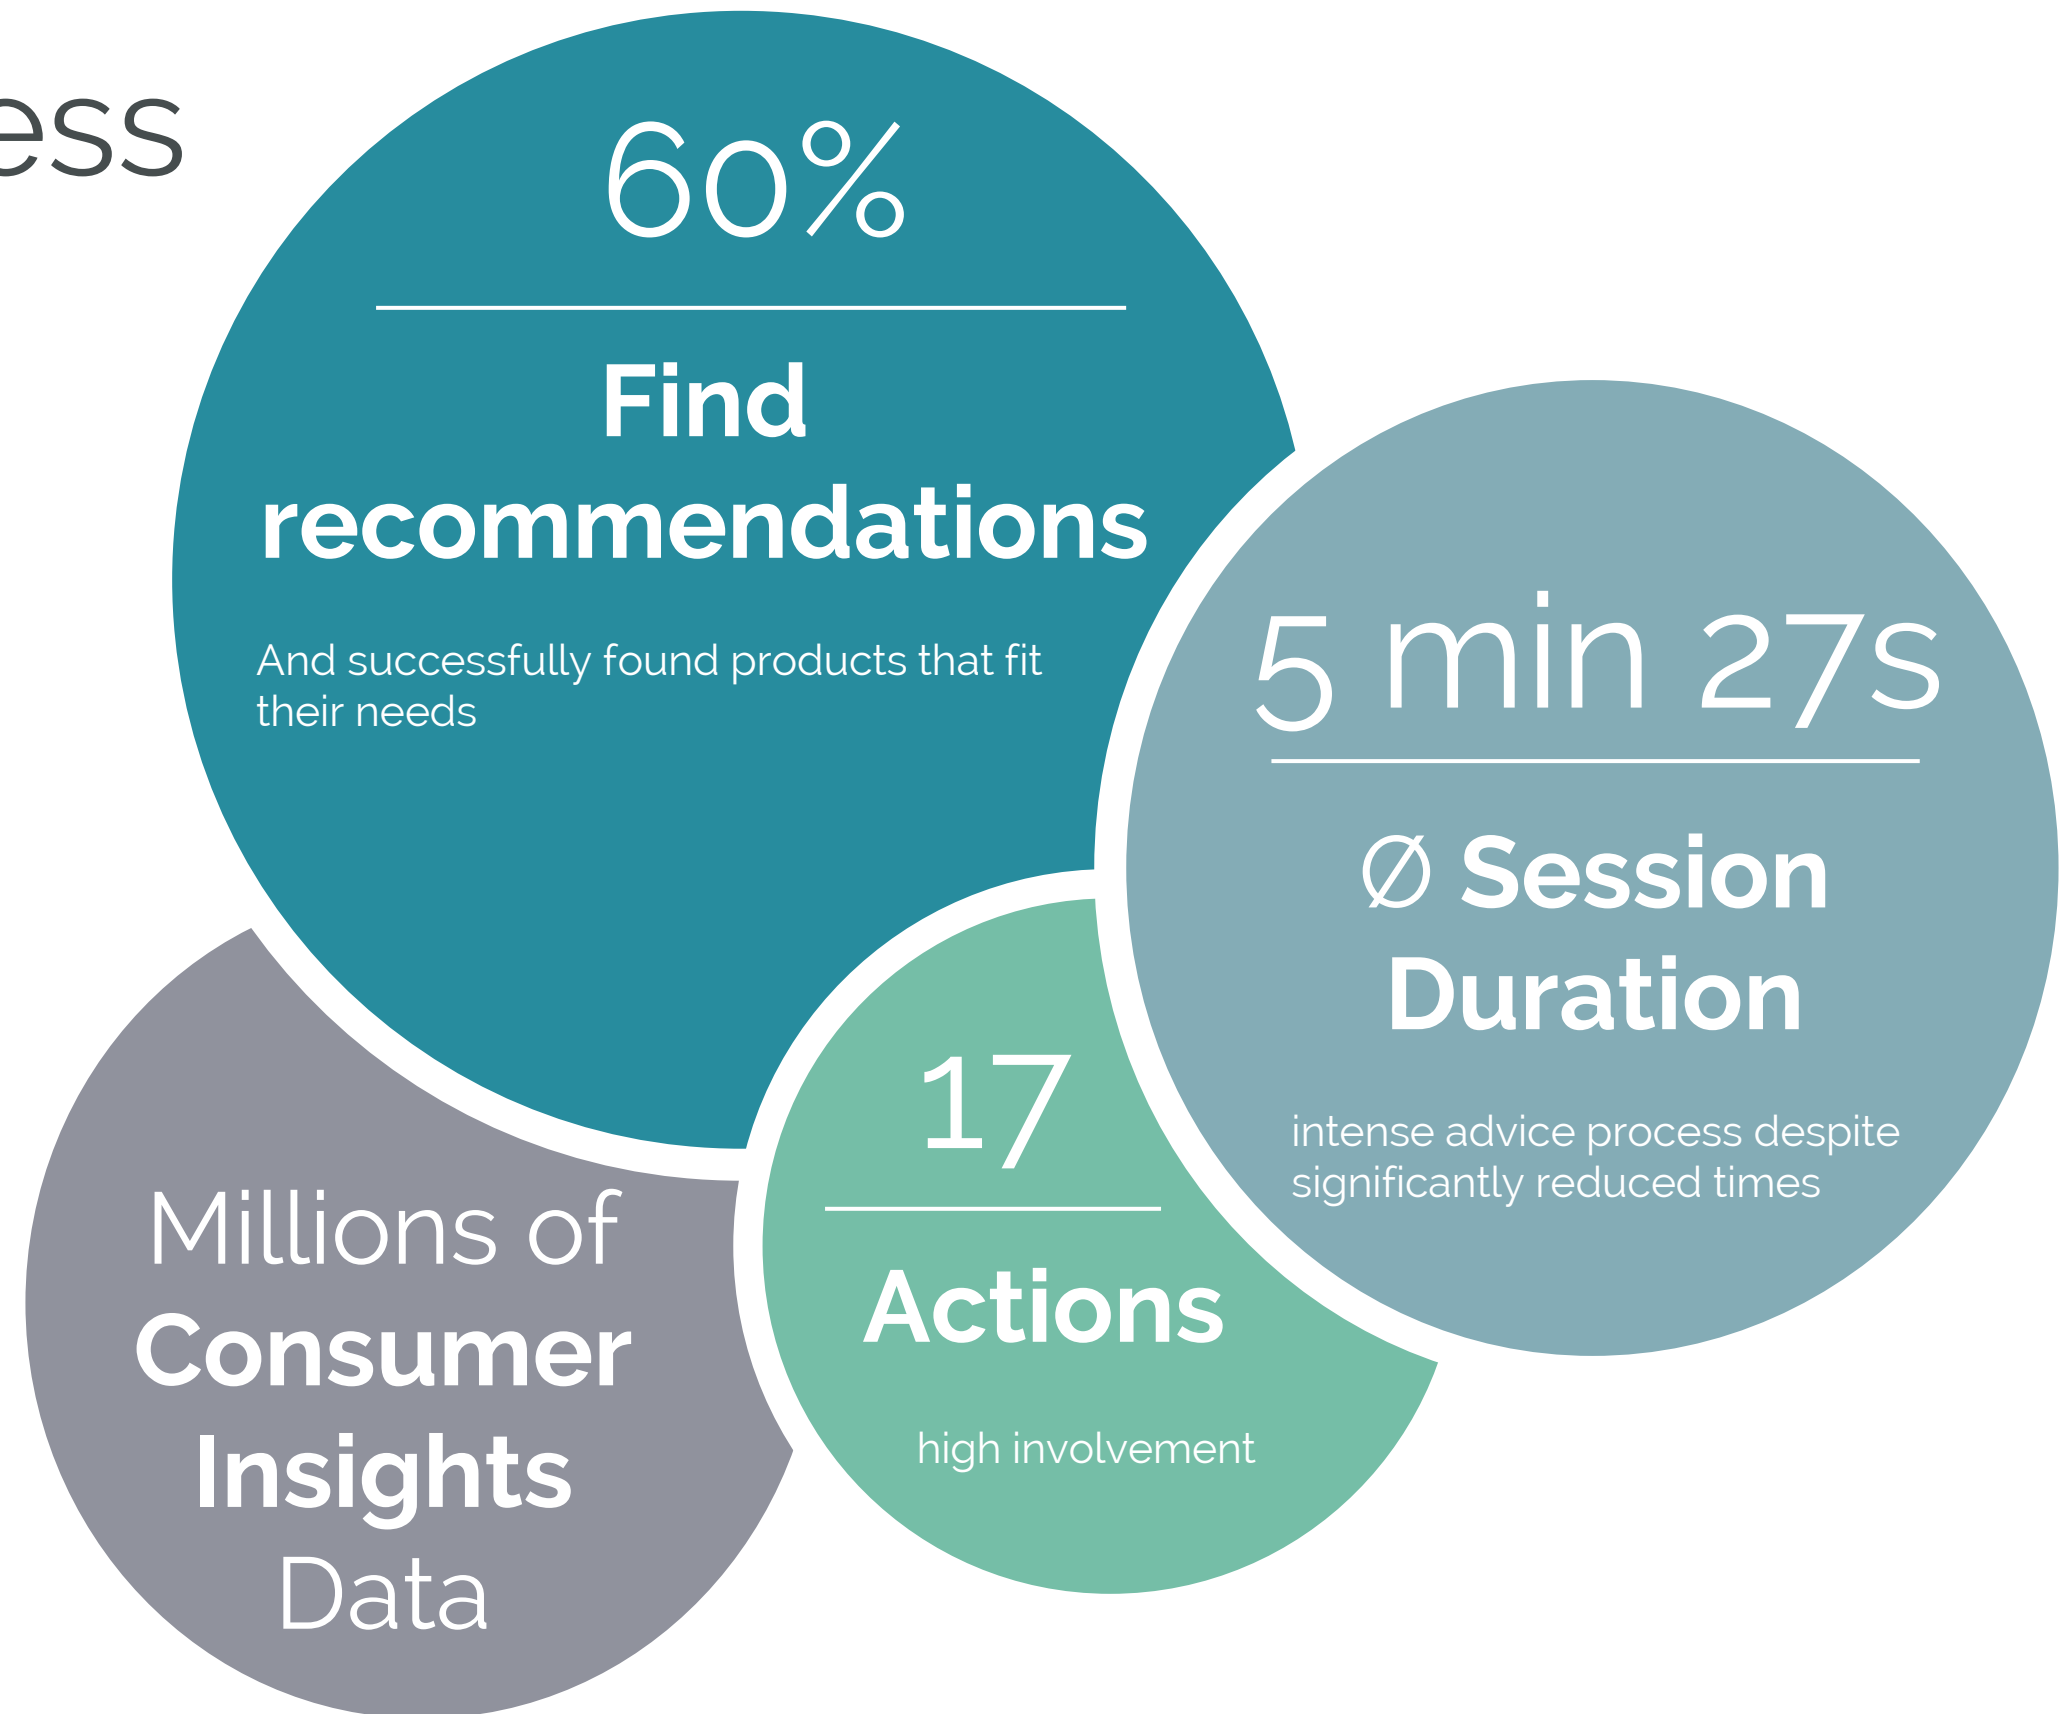 ess
60%
Find
recommendations
And successfully found products that fit
their needs
5 min 27s
Ø Session
Duration
intense advice process despite
significantly reduced times
17
Actions
high involvement
Millions of
Consumer
Insights
Data